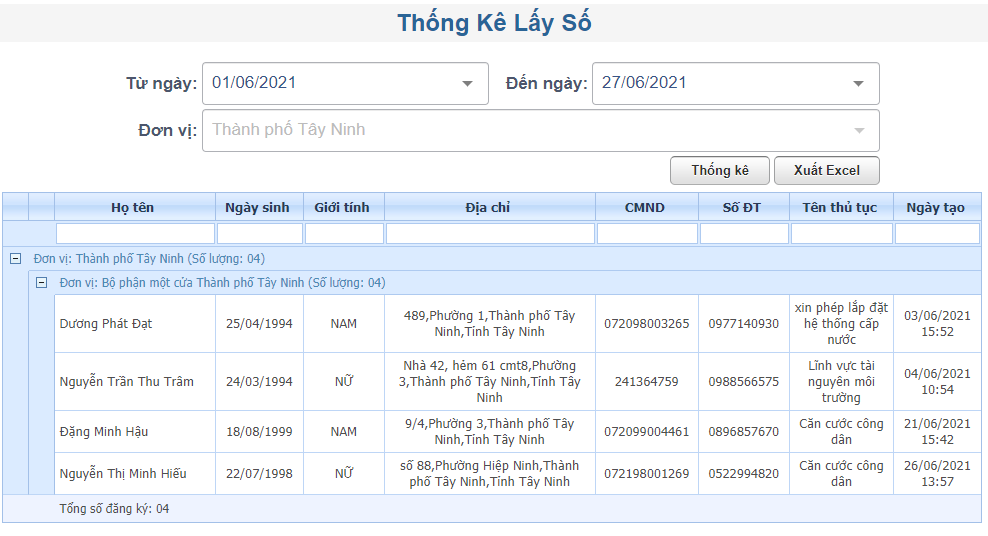 Thống Kê Lấy Số
Từ ngày: 01/06/2021 Đến ngày: 27/06/2021
Đơn vị: Thành phố Tây Ninh
Thống kê Xuất Excel
Họ tên Ngày sinh Giới tính Địa chỉ CMND Số ĐT Tên thủ tục Ngày tạo
Đơn vị: Thành phố Tây Ninh (Số lượng: 04)
Đơn vị: Bộ phận một cửa Thành phố Tây Ninh (Số lượng: 04)
Dương Phát Đạt 25/04/1994 NAM 489,Phường 1,Thành phố Tây Ninh,Tỉnh Tây Ninh 072098003265 0977140930 xin phép lắp đặt hệ thống cấp nước 03/06/2021 15:52
Nguyễn Trần Thu Trâm 24/03/1994 NỮ Nhà 42, hẻm 61 cmt8,Phường 3,Thành phố Tây Ninh,Tỉnh Tây Ninh 241364759 0988566575 Lĩnh vực tài nguyên môi trường 04/06/2021 10:54
Đặng Minh Hậu 18/08/1999 NAM 9/4,Phường 3,Thành phố Tây Ninh,Tỉnh Tây Ninh 072099004461 0896857670 Căn cước công dân 21/06/2021 15:42
Nguyễn Thị Minh Hiếu 22/07/1998 NỮ số 88,Phường Hiệp Ninh,Thành phố Tây Ninh,Tỉnh Tây Ninh 072198001269 0522994820 Căn cước công dân 26/06/2021 13:57
Tổng số đăng ký: 04